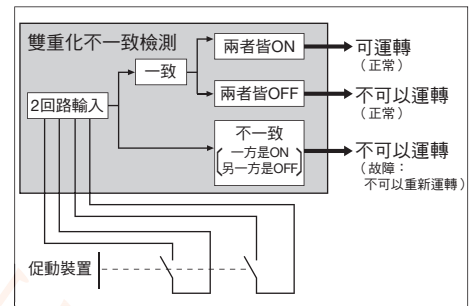 雙重化不一致檢測
兩者皆ON
可運轉
（正常）
一致
2回路輸入
兩者皆OFF
不可以運轉
（正常）
不一致
一方是ON
另一方是OFF
不可以運轉
（故障：
不可以重新運轉）
促動裝置